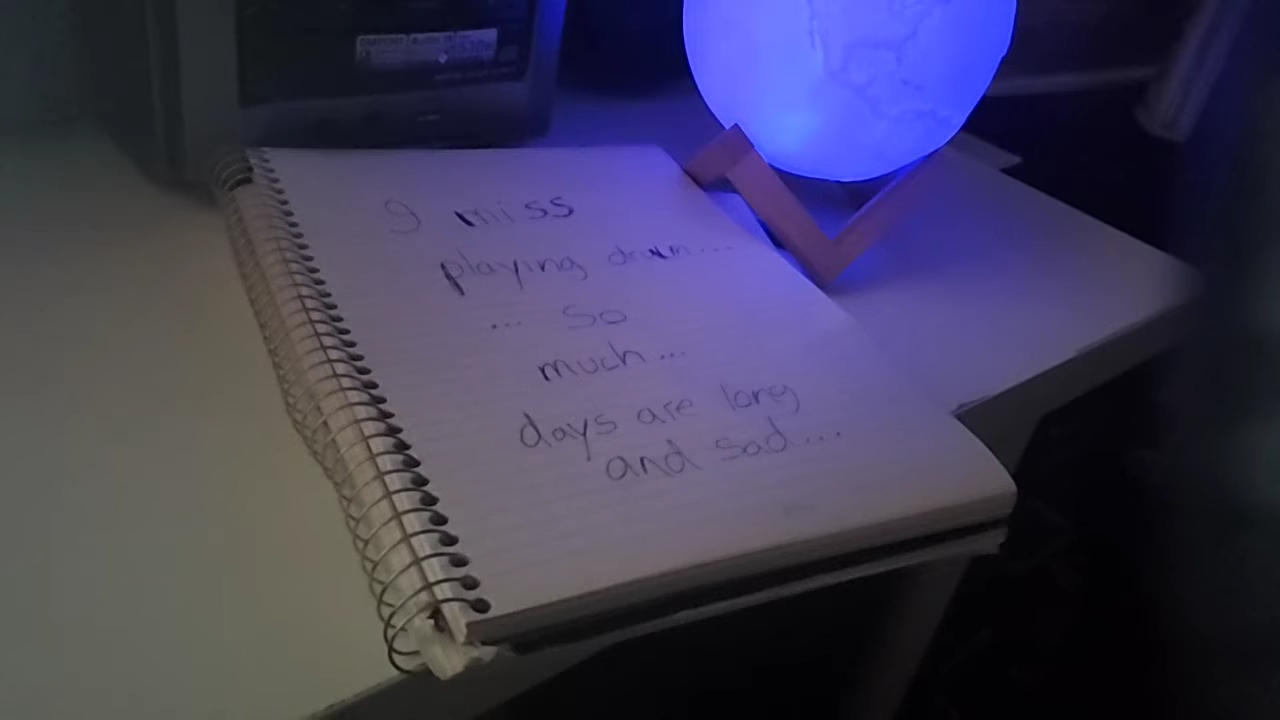 I miss
playing drum...
... So
much...
days are long
and sad...